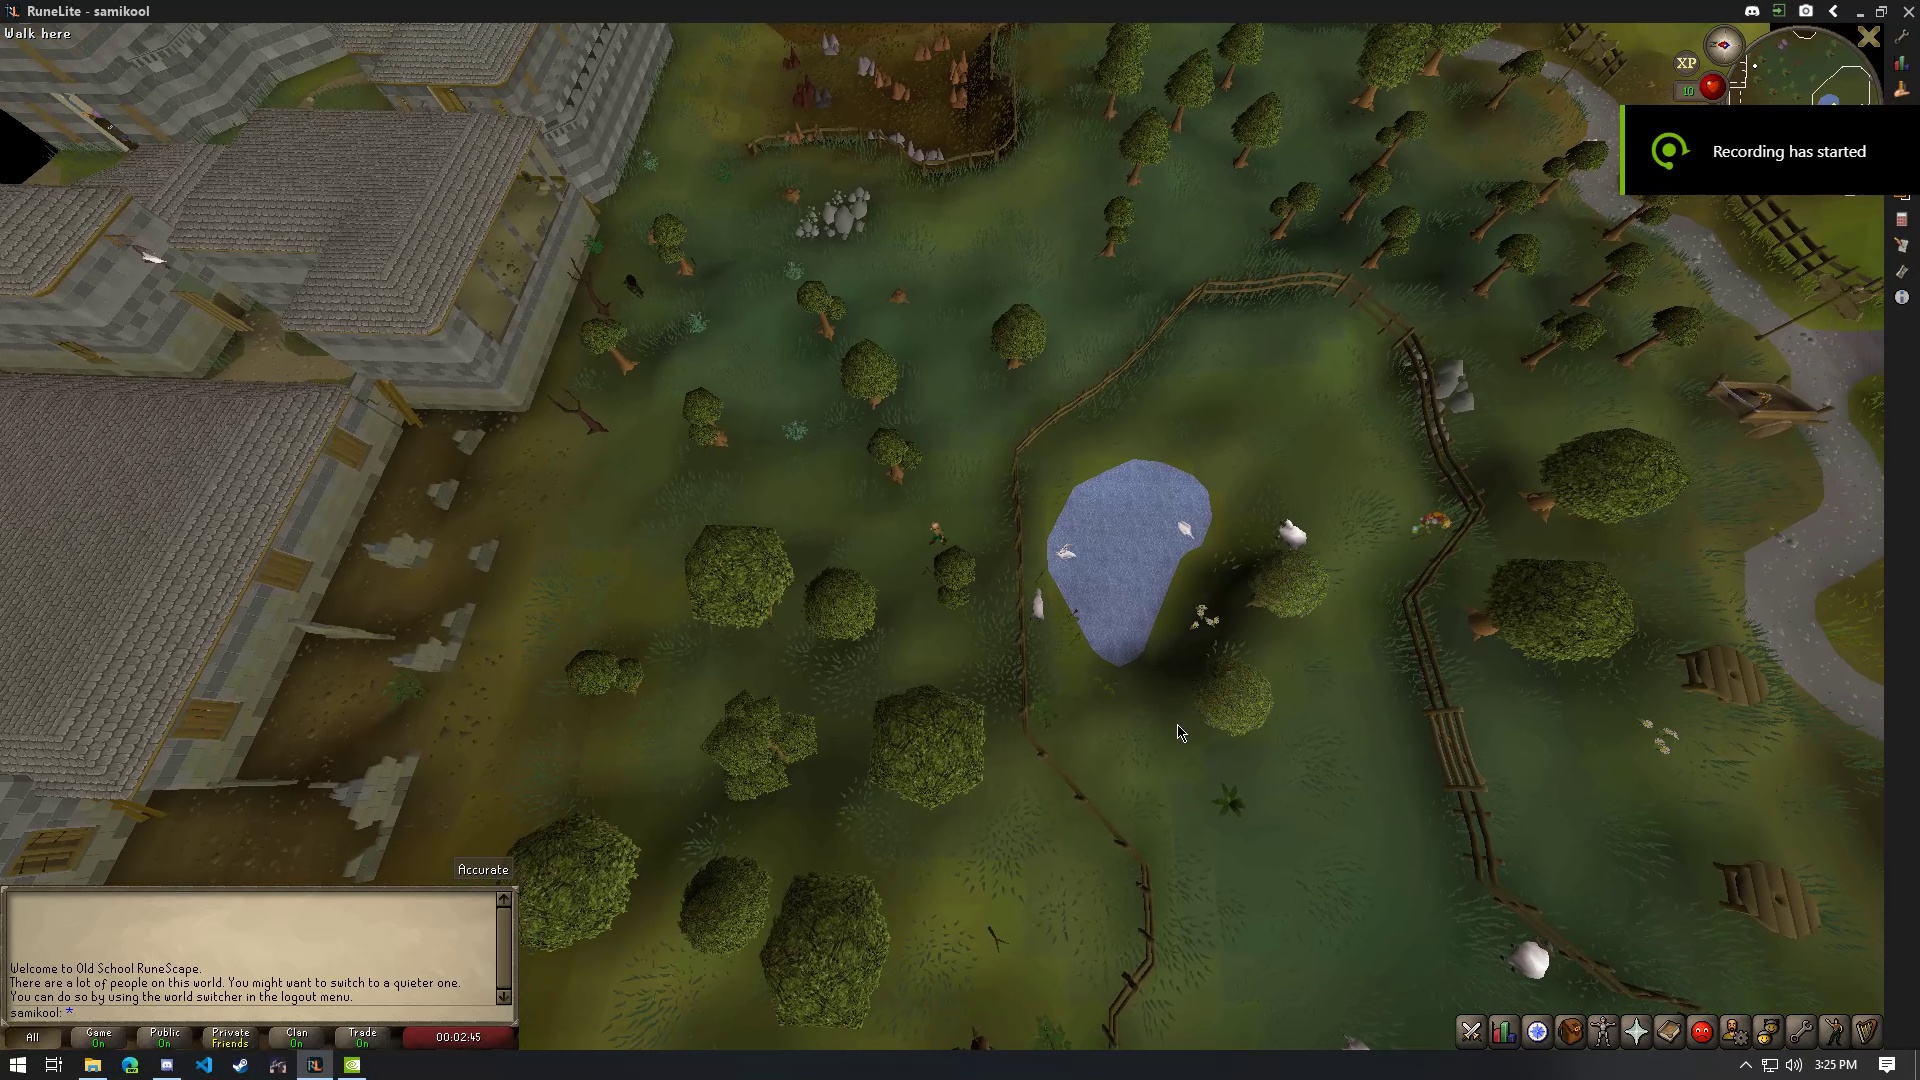 RuneLite - samikool
Walk here
XP
10
Recording has started
Accurate
Welcome to Old School RuneScape.
There are a lot of people on this world. You might want to switch to a quieter one.
You can do so by using the world switcher in the logout menu.
samikool: *
All
Game
On
Public
On
Private
Friends
Clan
On
Trade
On
00:02:45
3:25 PM